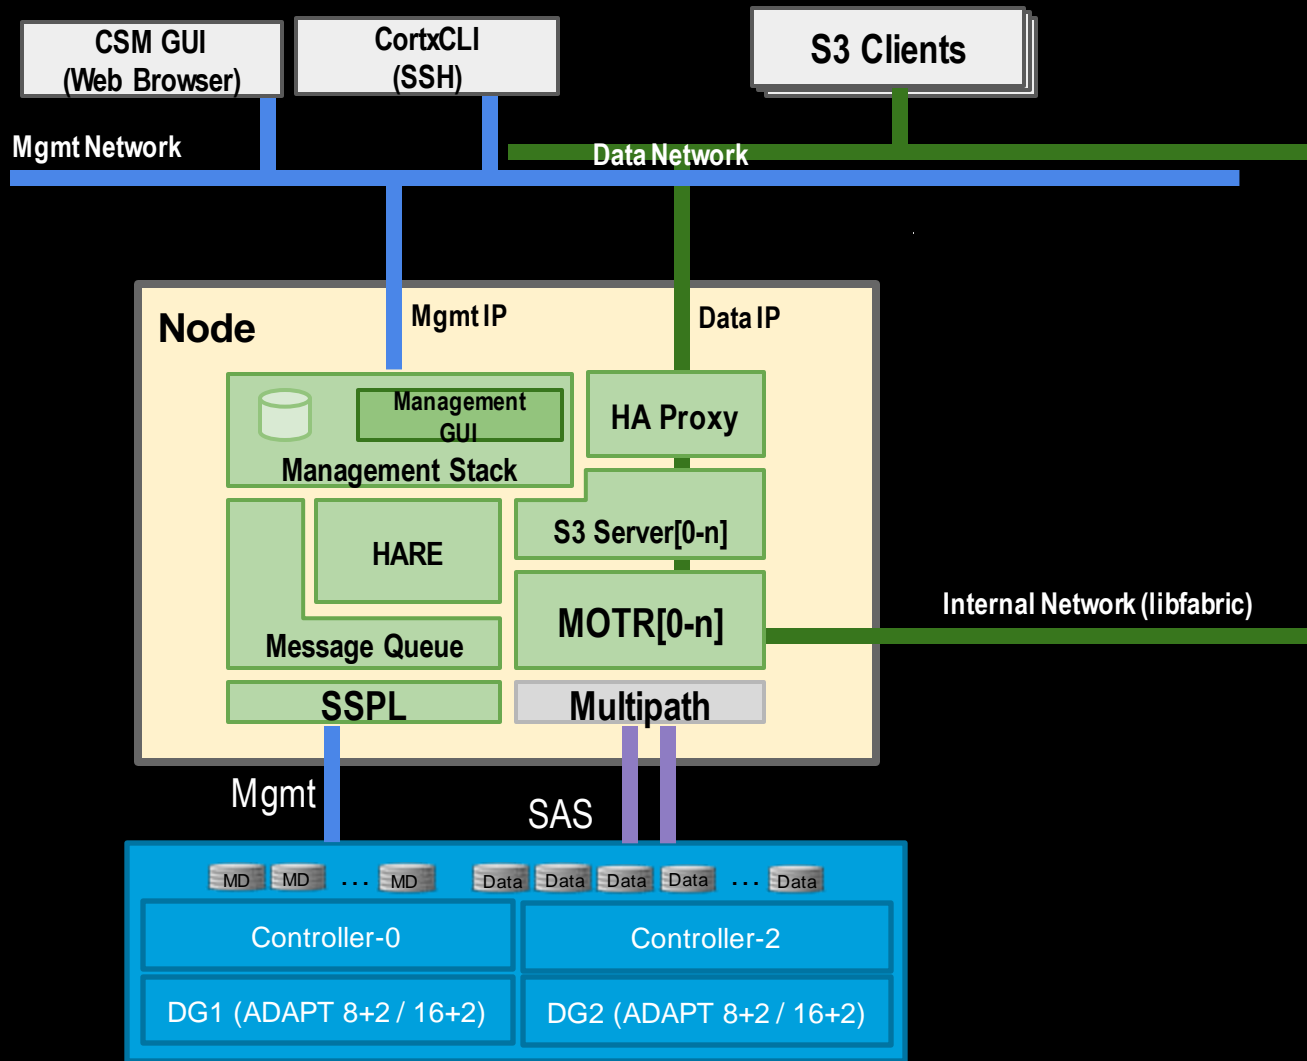 CSM GUI
(Web Browser)
CortxCLI
(SSH)
S3 Clients
Mgmt Network
Data Network
Node
Mgmt IP
Data IP
Management
GUI
Management Stack
HA Proxy
HARE
S3 Server[0-n]
Message Queue
MOTR[0-n]
Internal Network (libfabric)
SSPL
Multipath
Mgmt
SAS
MD MD ... MD Data Data Data Data ... Data
Controller-0
Controller-2
DG1 (ADAPT 8+2 / 16+2)
DG2 (ADAPT 8+2 / 16+2)